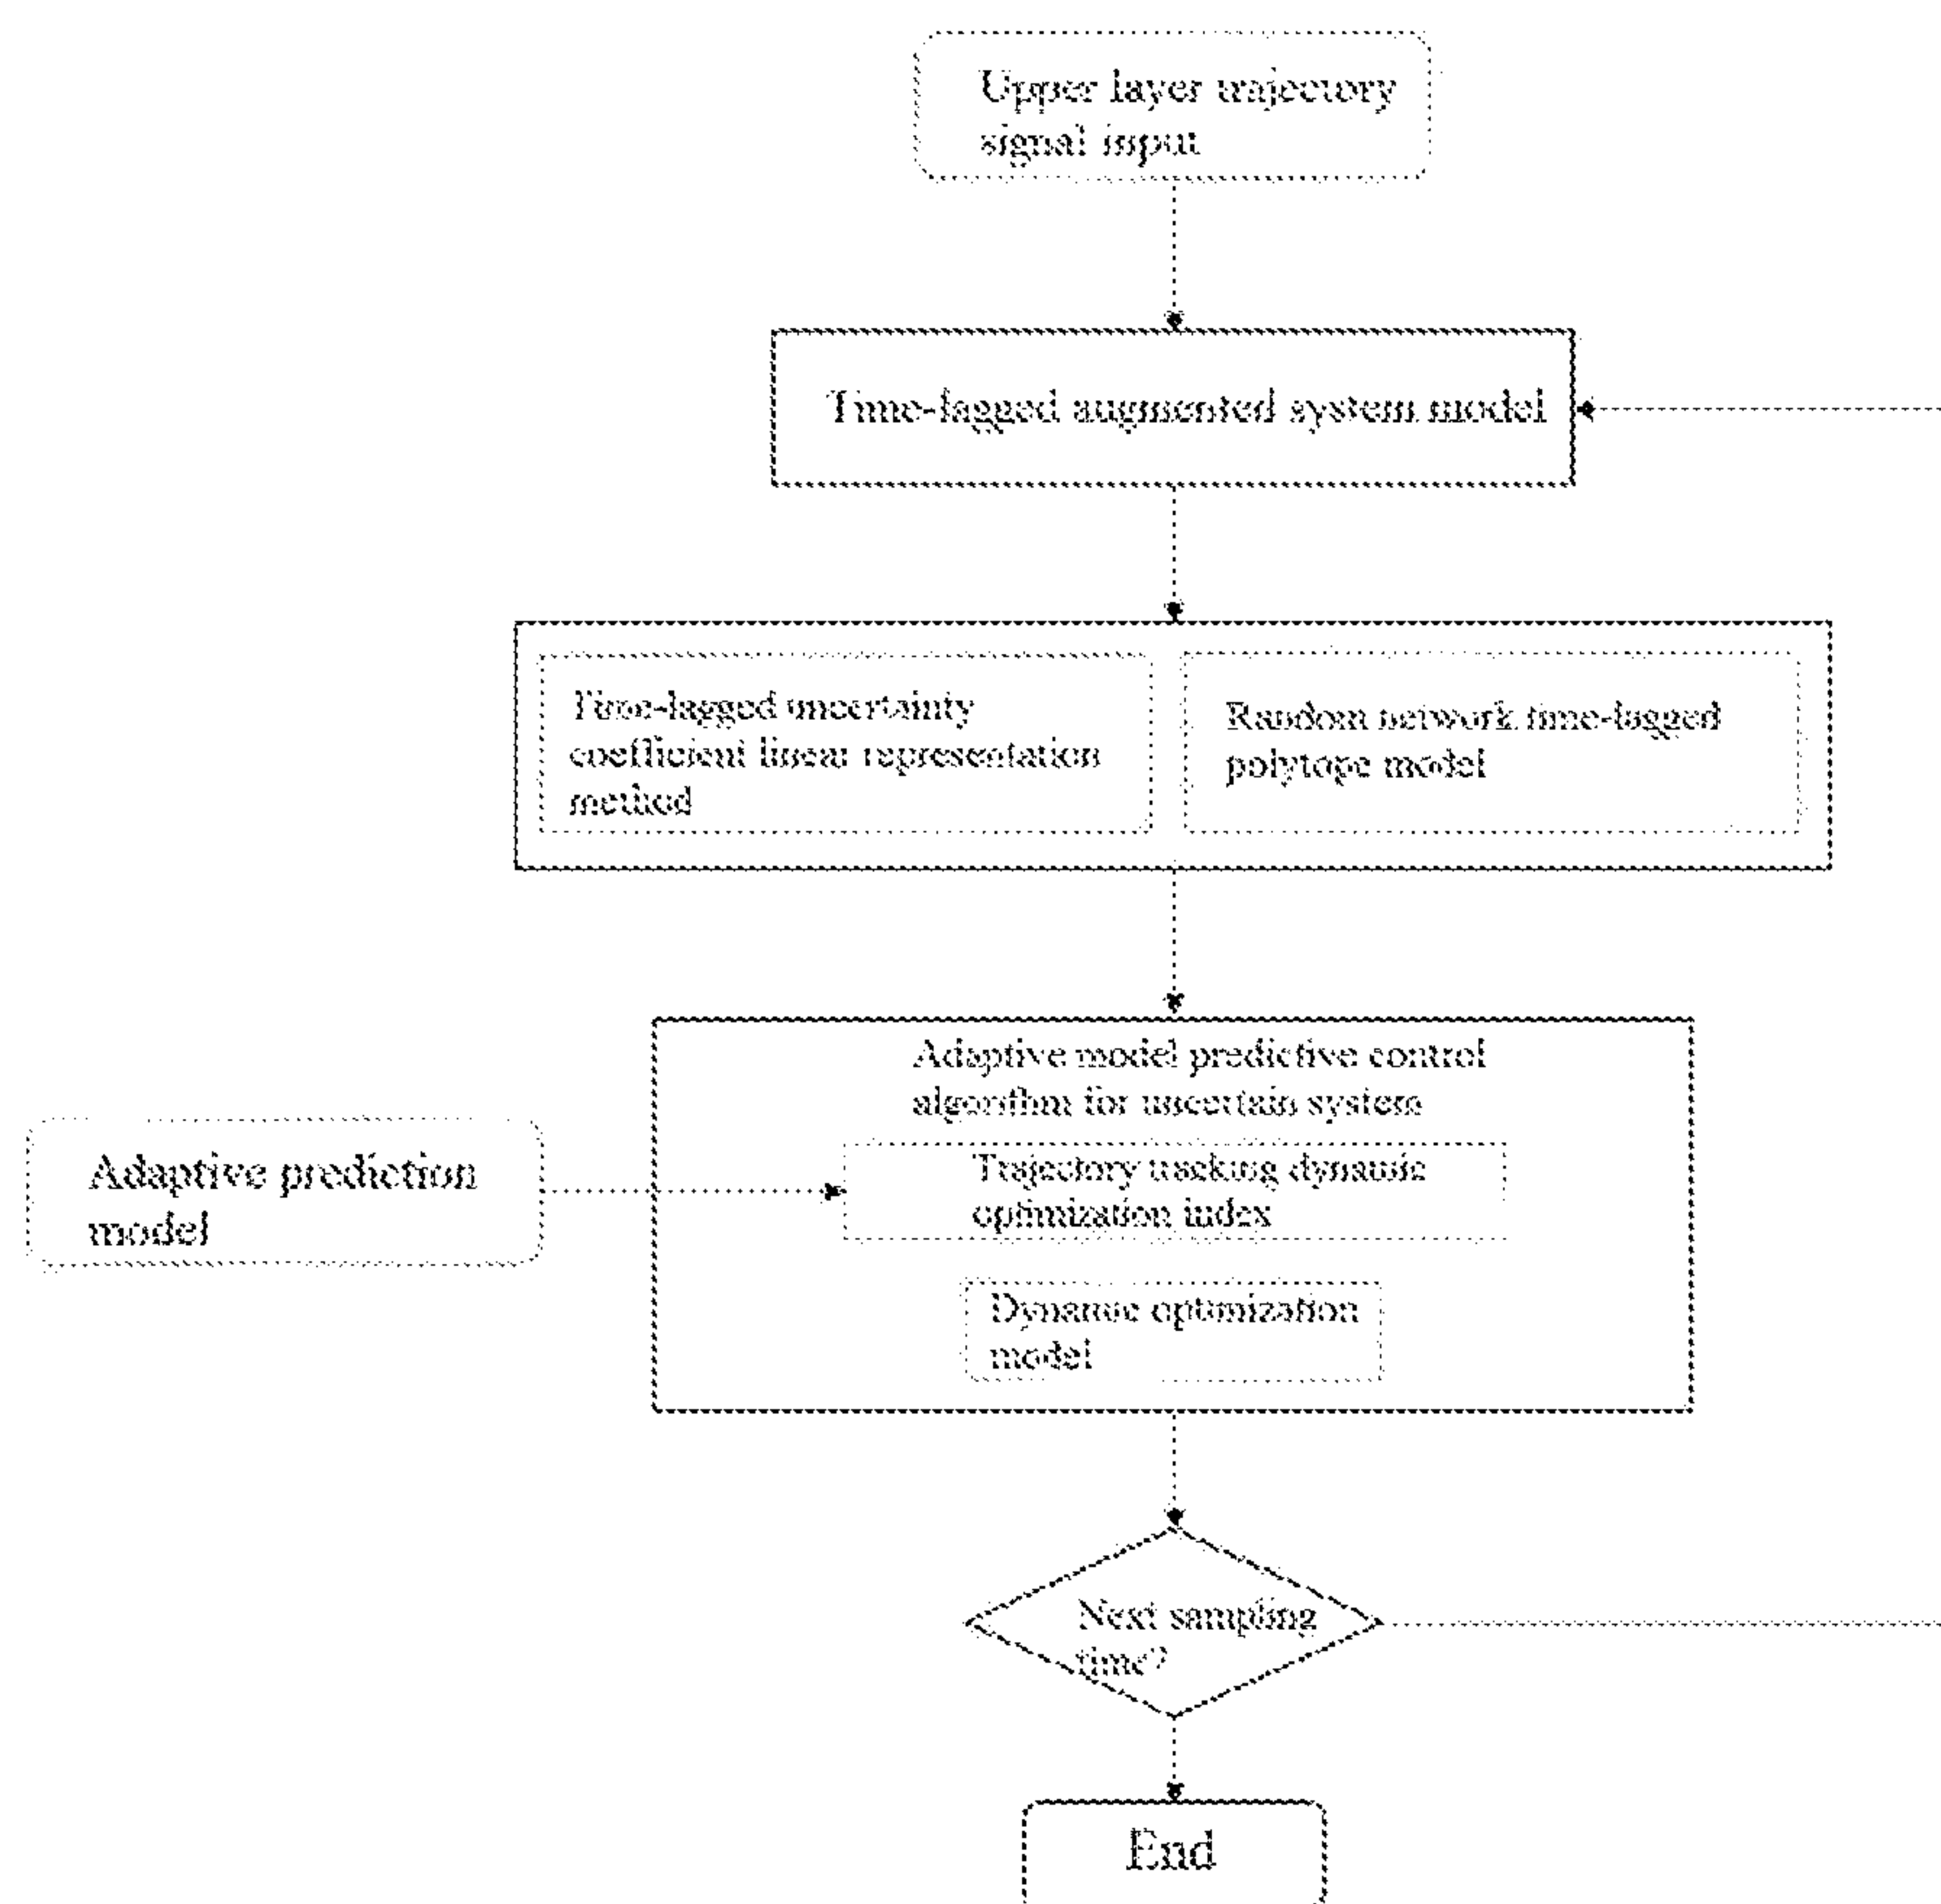 Upper layer trajectory
signal input
Time-lagged augmented system model
Time-lagged uncertainty
coefficient linear representation
method
Random network time-lagged
polytope model
Adaptive model predictive control
algorithm for uncertain system
Adaptive prediction
model
Trajectory tracking dynamic
optimization index
Dynamic optimization
model
Next sampling
time?
End